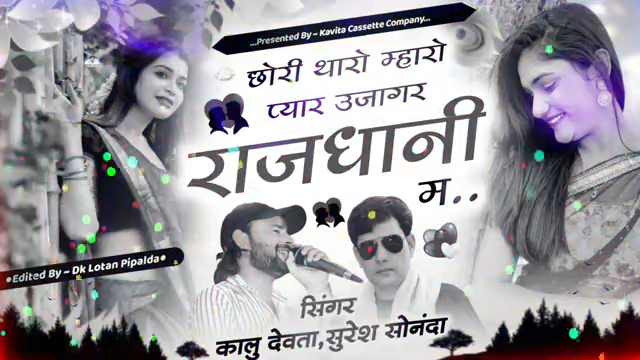 ...Presented By – Kavita Cassette Company...
छोरी थारो म्हारो
प्यार उजागर
राजधानी
म..
•Edited By – Dk Lotan Pipalda•
सिंगर
कालु देवता,सुरेश सोनंदा